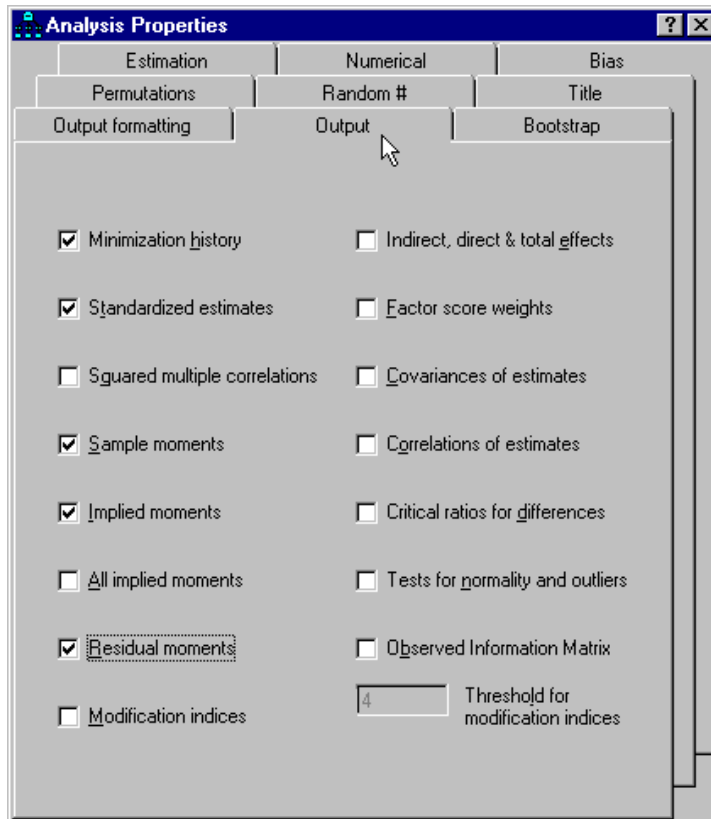 Analysis Properties
Estimation Numerical Bias
Permutations Random # Title
Output formatting Output Bootstrap
Minimization history Indirect, direct & total effects
Standardized estimates Factor score weights
Squared multiple correlations Covariances of estimates
Sample moments Correlations of estimates
Implied moments Critical ratios for differences
All implied moments Tests for normality and outliers
Residual moments Observed Information Matrix
4 Threshold for
Modification indices modification indices